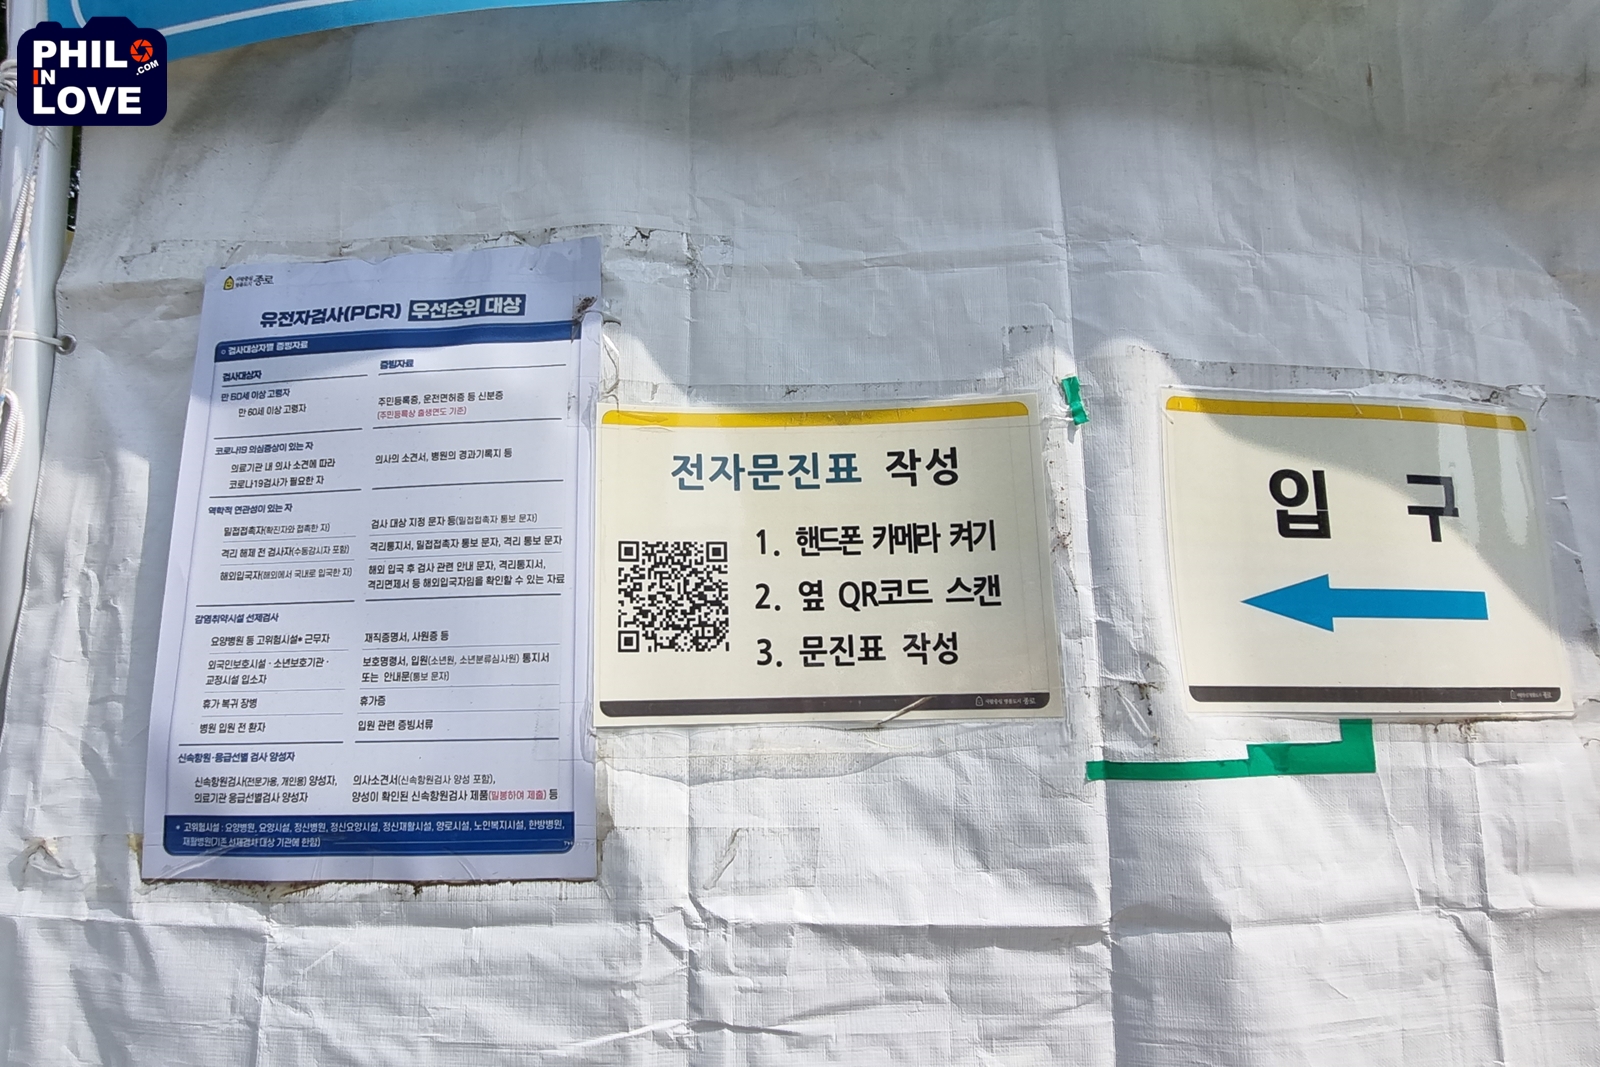 PHIL
IN
.COM
LOVE
종로
유전자검사(PCR) 우선순위 대상
검사대상자별 증빙자료
검사대상자 증빙자료
만 60세 이상 고령자
만 60세 이상 고령자
주민등록증, 운전면허증 등 신분증
(주민등록상 출생연도 기준)
코로나19 의심증상이 있는 자
의료기관 내 의사 소견에 따라
코로나19검사가 필요한 자
의사의 소견서, 병원의 경과기록지 등
역학적 연관성이 있는 자
밀접접촉자(확진자와 접촉한 자)
검사 대상 지정 문자 등(밀접접촉자 통보 문자)
격리 해제 전 검사자(수동감시자 포함)
격리통지서, 밀접접촉자 통보 문자, 격리 통보 문자
해외입국자(해외에서 국내로 입국한 자)
해외 입국 후 검사 관련 안내 문자, 격리통지서,
격리면제서 등 해외입국자임을 확인할 수 있는 자료
감염취약시설 선제검사
요양병원 등 고위험시설* 근무자
재직증명서, 사원증 등
외국인보호시설·소년보호기관·
교정시설 입소자
보호명령서, 입원(소년원, 소년분류심사원) 통지서
또는 안내문(통보 문자)
휴가 복귀 장병
휴가증
병원 입원 전 환자
입원 관련 증빙서류
신속항원·응급선별 검사 양성자
신속항원검사(전문가용, 개인용) 양성자,
의료기관 응급선별검사 양성자
의사소견서(신속항원검사 양성 포함),
양성이 확인된 신속항원검사 제품(밀봉하여 제출) 등
* 고위험시설 : 요양병원, 요양시설, 정신병원, 정신요양시설, 정신재활시설, 양로시설, 노인복지시설, 한방병원,
재활병원(기존 선제검사 대상 기관에 한함)
전자문진표 작성
1. 핸드폰 카메라 켜기
2. 옆 QR코드 스캔
3. 문진표 작성
종로
입 구
종로